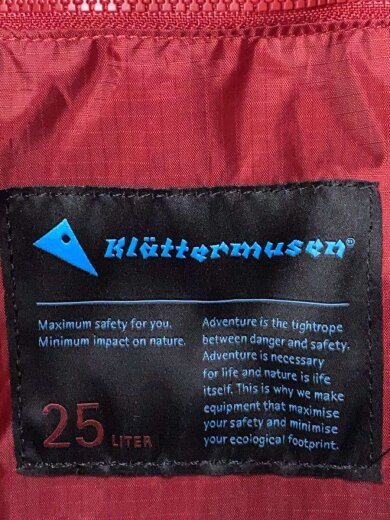 Klättermusen®
Maximum safety for you.
Minimum impact on nature.
Adventure is the tightrope
between danger and safety.
Adventure is necessary
for life and nature is life
itself. This is why we make
equipment that maximise
your safety and minimise
your ecological footprint.
25 LITER